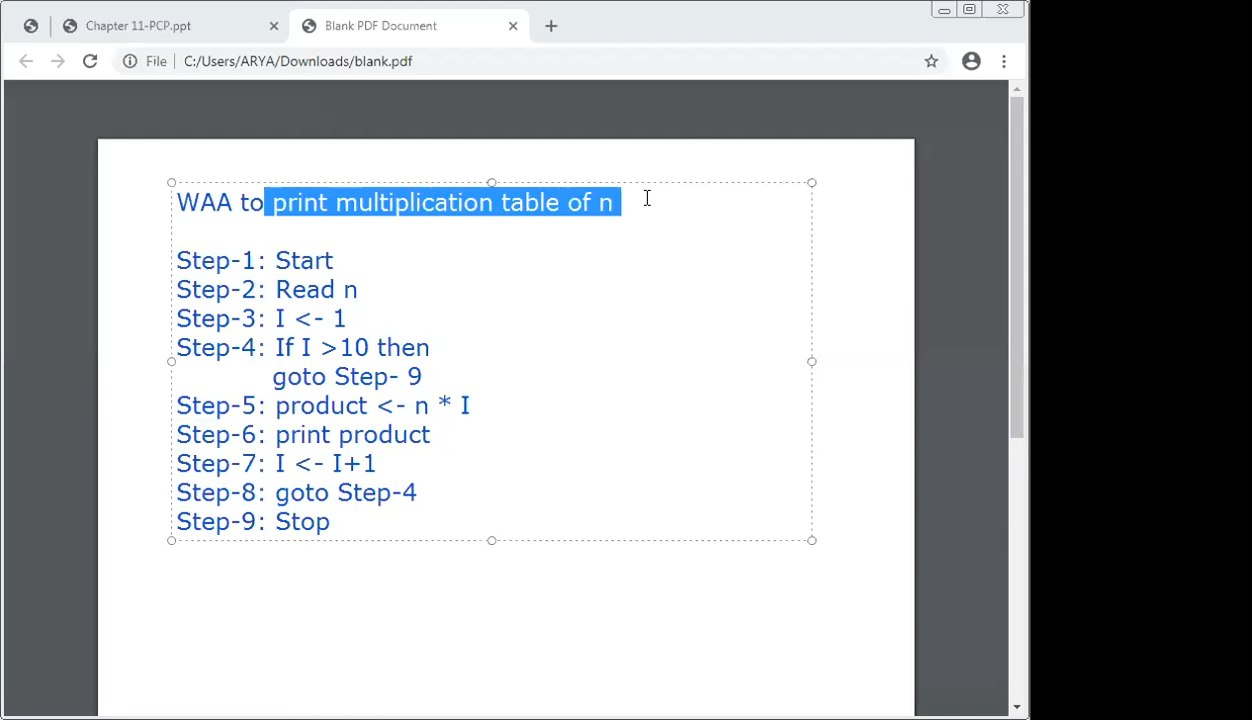 Chapter 11-PCP.ppt
Blank PDF Document
File
C:/Users/ARYA/Downloads/blank.pdf
WAA to print multiplication table of n
Step-1: Start
Step-2: Read n
Step-3: I <- 1
Step-4: If I >10 then
goto Step- 9
Step-5: product <- n * I
Step-6: print product
Step-7: I <- I+1
Step-8: goto Step-4
Step-9: Stop